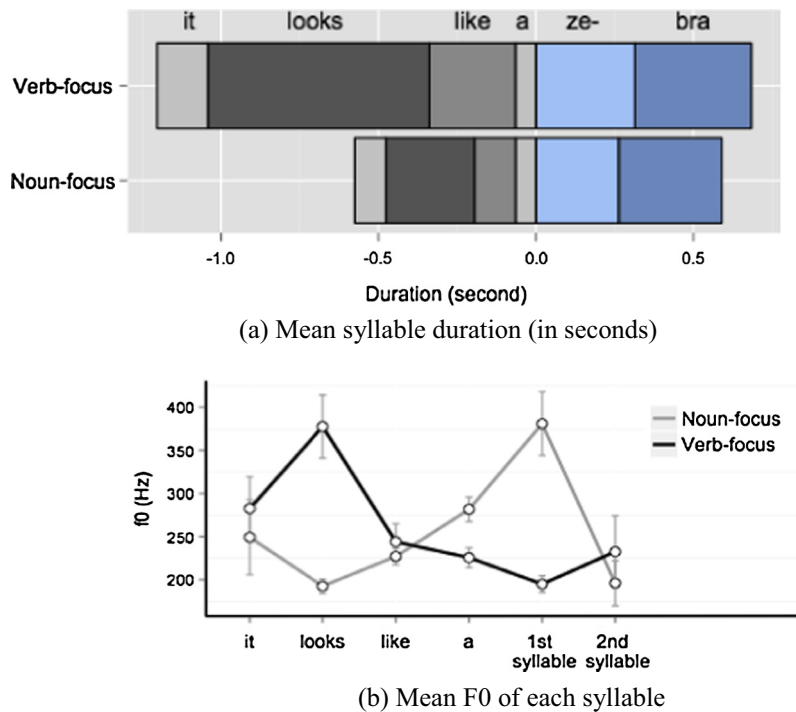 it looks like a ze- bra
Verb-focus
Noun-focus
-1.0 -0.5 0.0 0.5
Duration (second)
(a) Mean syllable duration (in seconds)
400
350
300
250
200
f0 (Hz)
Noun-focus
Verb-focus
it looks like a 1st 2nd
syllable syllable
(b) Mean F0 of each syllable